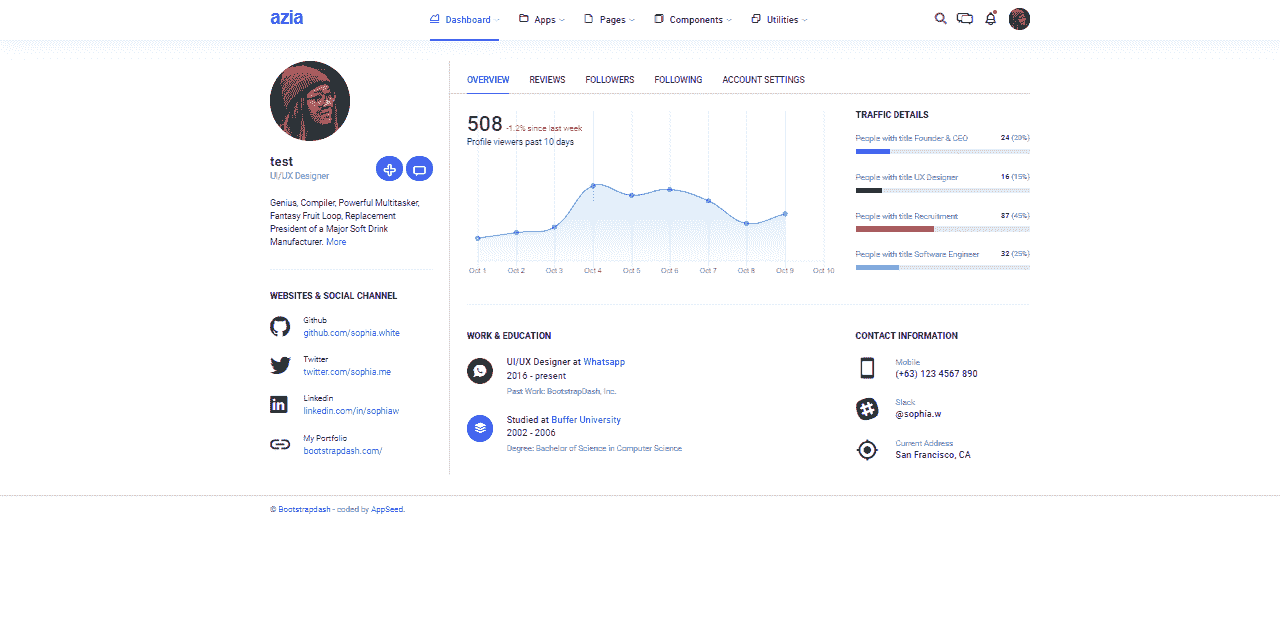 azia
Dashboard
Apps
Pages
Components
Utilities
test
UI/UX Designer
Genius, Compiler, Powerful Multitasker,
Fantasy Fruit Loop, Replacement
President of a Major Soft Drink
Manufacturer. More
WEBSITES & SOCIAL CHANNEL
Github
github.com/sophia.white
Twitter
twitter.com/sophia.me
Linkedin
linkedin.com/in/sophiaw
My Portfolio
bootstrapdash.com/
OVERVIEW
REVIEWS
FOLLOWERS
FOLLOWING
ACCOUNT SETTINGS
508 -1.2% since last week
Profile viewers past 10 days
Oct 1
Oct 2
Oct 3
Oct 4
Oct 5
Oct 6
Oct 7
Oct 8
Oct 9
Oct 10
TRAFFIC DETAILS
People with title Founder & CEO 24 (20%)
People with title UX Designer 16 (15%)
People with title Recruitment 87 (45%)
People with title Software Engineer 32 (25%)
WORK & EDUCATION
UI/UX Designer at Whatsapp
2016 - present
Past Work: BootstrapDash, Inc.
Studied at Buffer University
2002 - 2006
Degree: Bachelor of Science in Computer Science
CONTACT INFORMATION
Mobile
(+63) 123 4567 890
Slack
@sophia.w
Current Address
San Francisco, CA
© Bootstrapdash - coded by AppSeed.